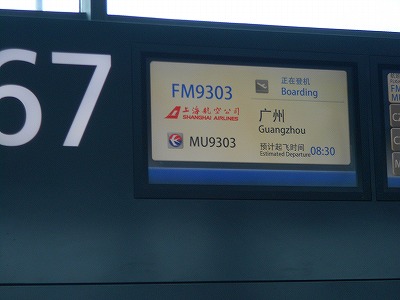 67
FM9303
正在登机
Boarding
上海航空公司
SHANGHAI AIRLINES
广州
Guangzhou
MU9303
预计起飞时间
Estimated Departure
08:30